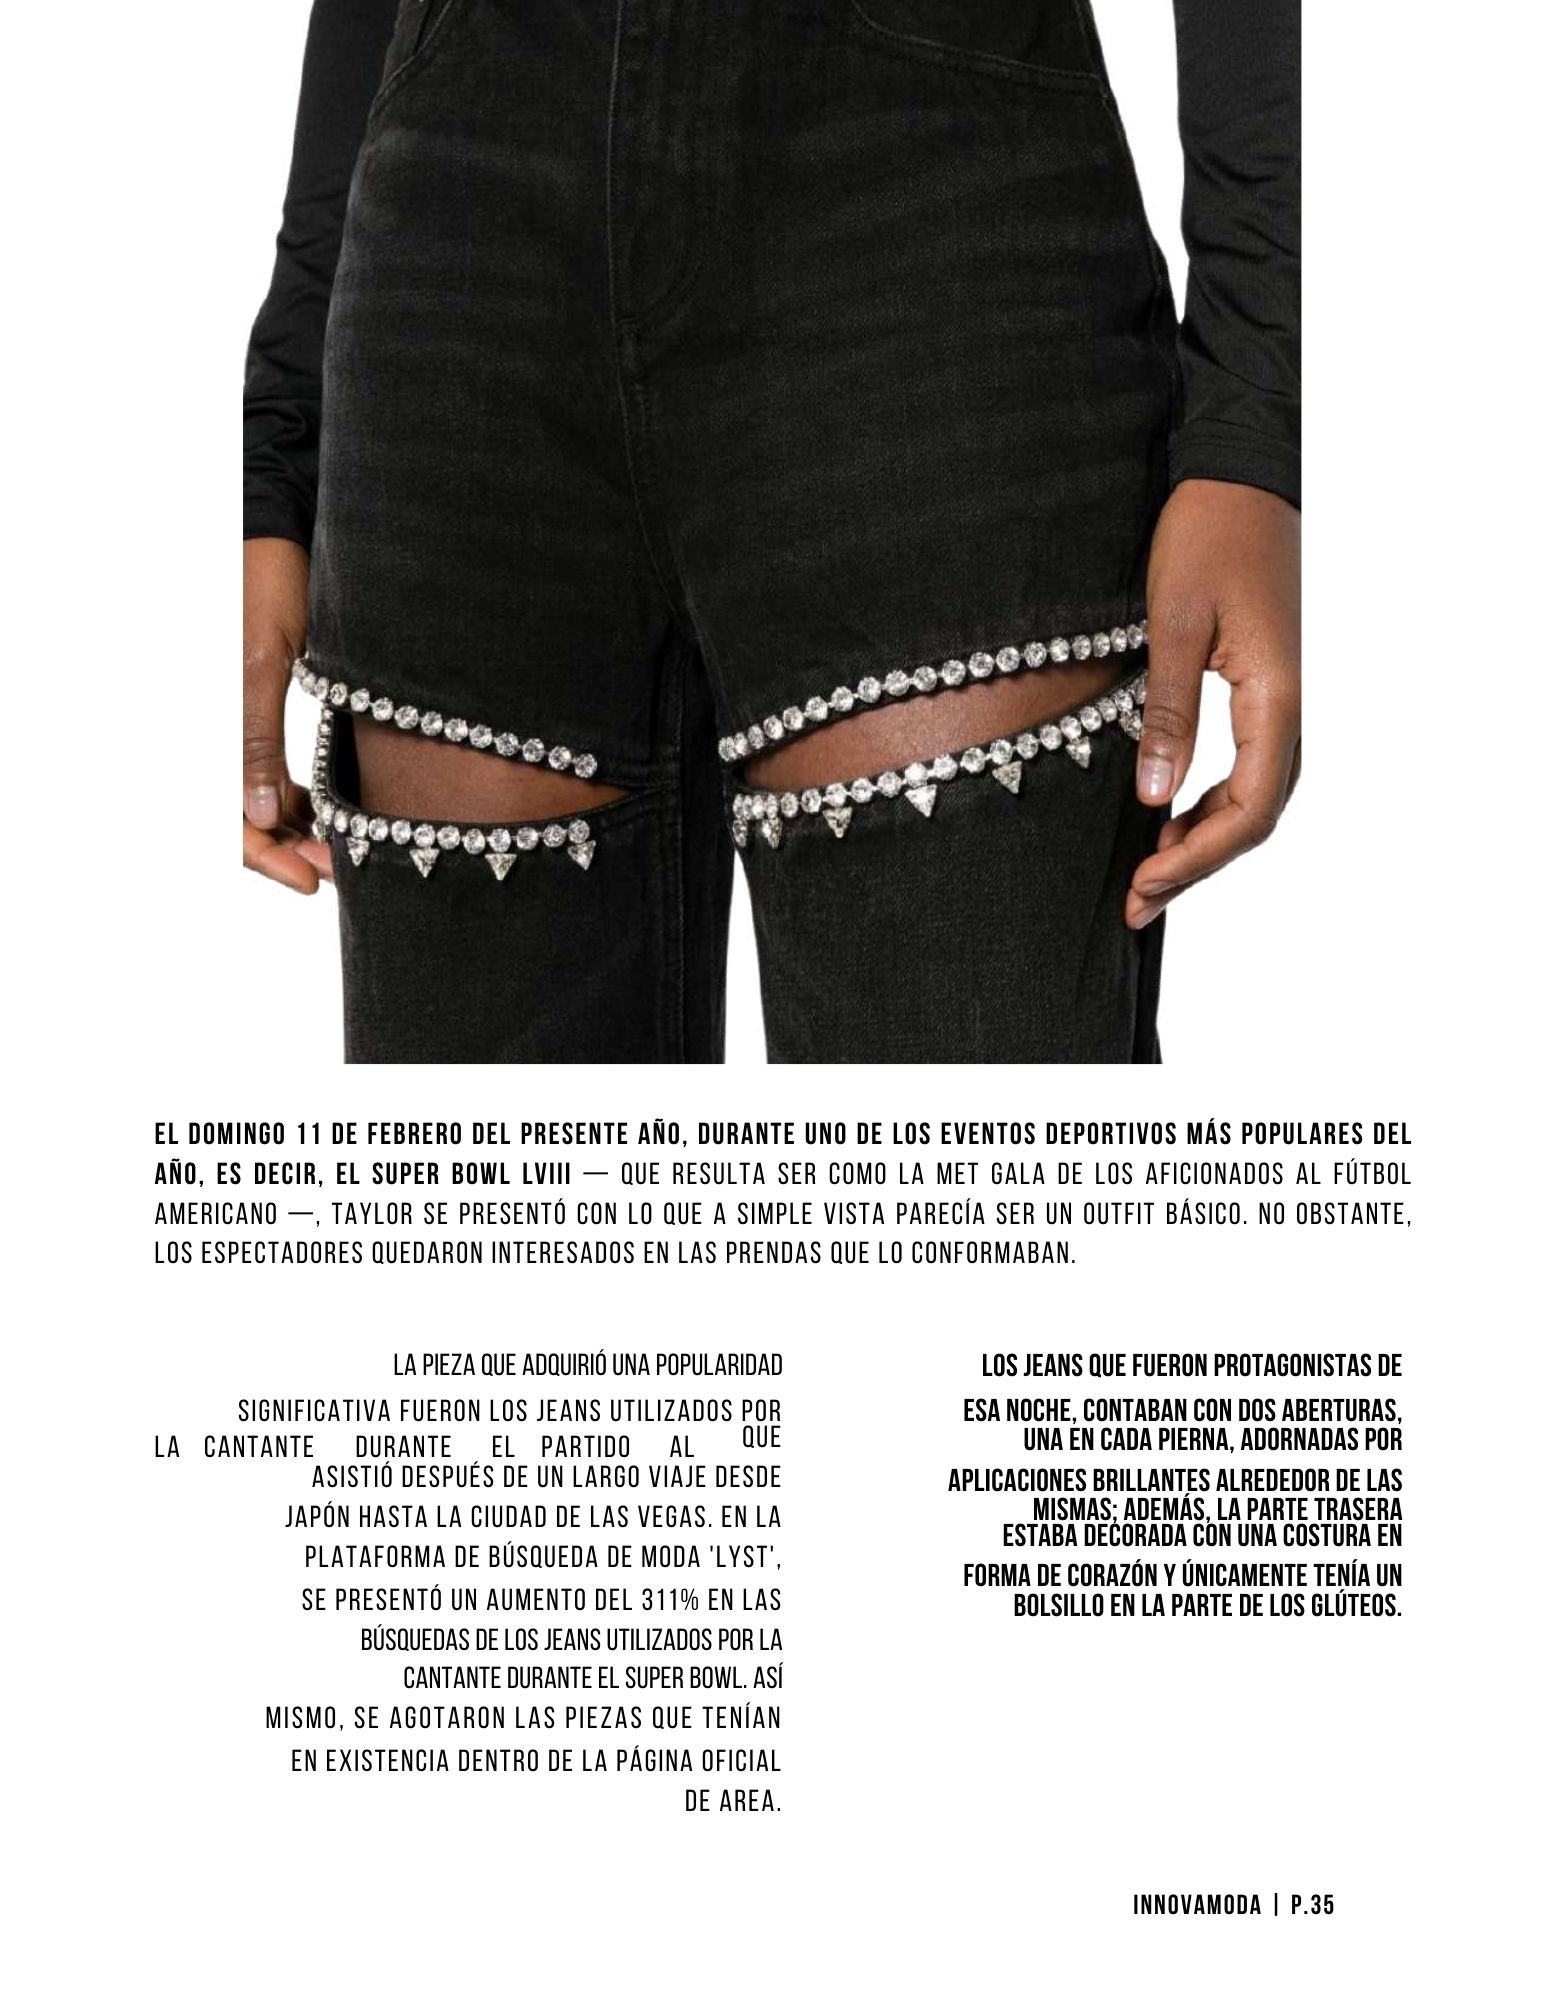 EL DOMINGO 11 DE FEBRERO DEL PRESENTE AÑO, DURANTE UNO DE LOS EVENTOS DEPORTIVOS MÁS POPULARES DEL
AÑO, ES DECIR, EL SUPER BOWL LVIII — QUE RESULTA SER COMO LA MET GALA DE LOS AFICIONADOS AL FÚTBOL
AMERICANO —, TAYLOR SE PRESENTÓ CON LO QUE A SIMPLE VISTA PARECÍA SER UN OUTFIT BÁSICO. NO OBSTANTE,
LOS ESPECTADORES QUEDARON INTERESADOS EN LAS PRENDAS QUE LO CONFORMABAN.
LA PIEZA QUE ADQUIRIÓ UNA POPULARIDAD
SIGNIFICATIVA FUERON LOS JEANS UTILIZADOS POR
LA CANTANTE DURANTE EL PARTIDO AL QUE
ASISTIÓ DESPUÉS DE UN LARGO VIAJE DESDE
JAPÓN HASTA LA CIUDAD DE LAS VEGAS. EN LA
PLATAFORMA DE BÚSQUEDA DE MODA 'LYST',
SE PRESENTÓ UN AUMENTO DEL 311% EN LAS
BÚSQUEDAS DE LOS JEANS UTILIZADOS POR LA
CANTANTE DURANTE EL SUPER BOWL. ASÍ
MISMO, SE AGOTARON LAS PIEZAS QUE TENÍAN
EN EXISTENCIA DENTRO DE LA PÁGINA OFICIAL
DE AREA.
LOS JEANS QUE FUERON PROTAGONISTAS DE
ESA NOCHE, CONTABAN CON DOS ABERTURAS,
UNA EN CADA PIERNA, ADORNADAS POR
APLICACIONES BRILLANTES ALREDEDOR DE LAS
MISMAS; ADEMÁS, LA PARTE TRASERA
ESTABA DECORADA CON UNA COSTURA EN
FORMA DE CORAZÓN Y ÚNICAMENTE TENÍA UN
BOLSILLO EN LA PARTE DE LOS GLÚTEOS.
INNOVAMODA | P.35